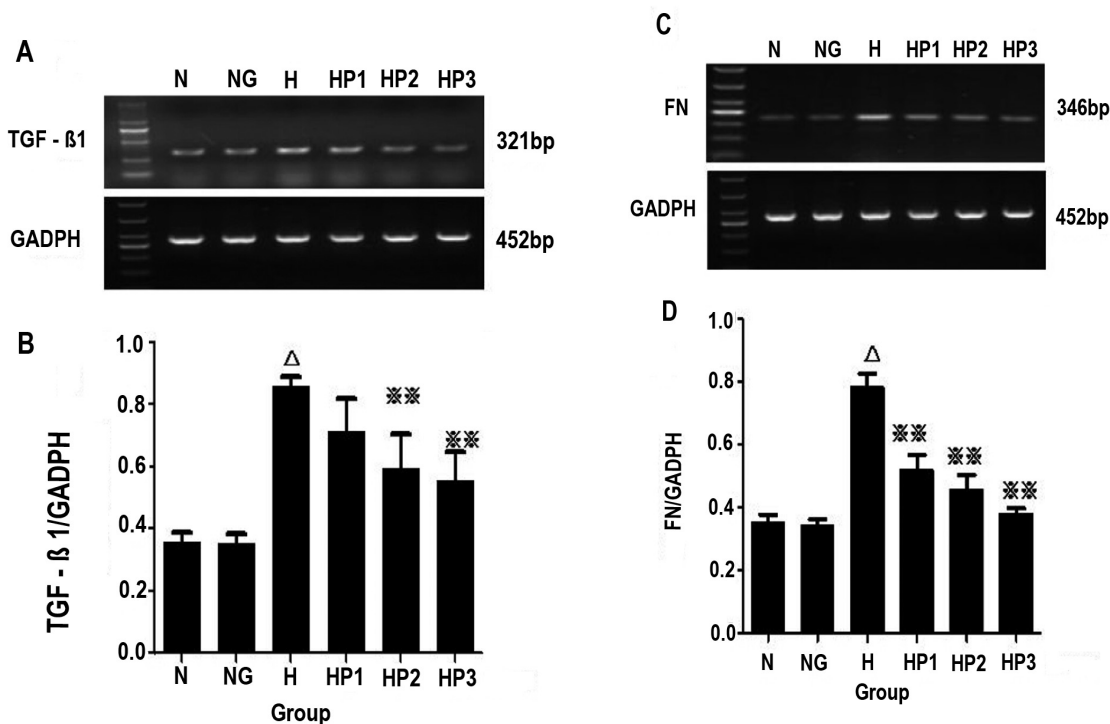 A
N NG H HP1 HP2 HP3
TGF - ß1
321bp
GADPH
452bp
B
TGF - ß 1/GADPH
1.0
0.8
0.6
0.4
0.2
0.0
Δ
※※
※※
N NG H HP1 HP2 HP3
Group
C
N NG H HP1 HP2 HP3
FN
346bp
GADPH
452bp
D
FN/GADPH
1.0
0.8
0.6
0.4
0.2
0.0
Δ
※※
※※
※※
N NG H HP1 HP2 HP3
Group